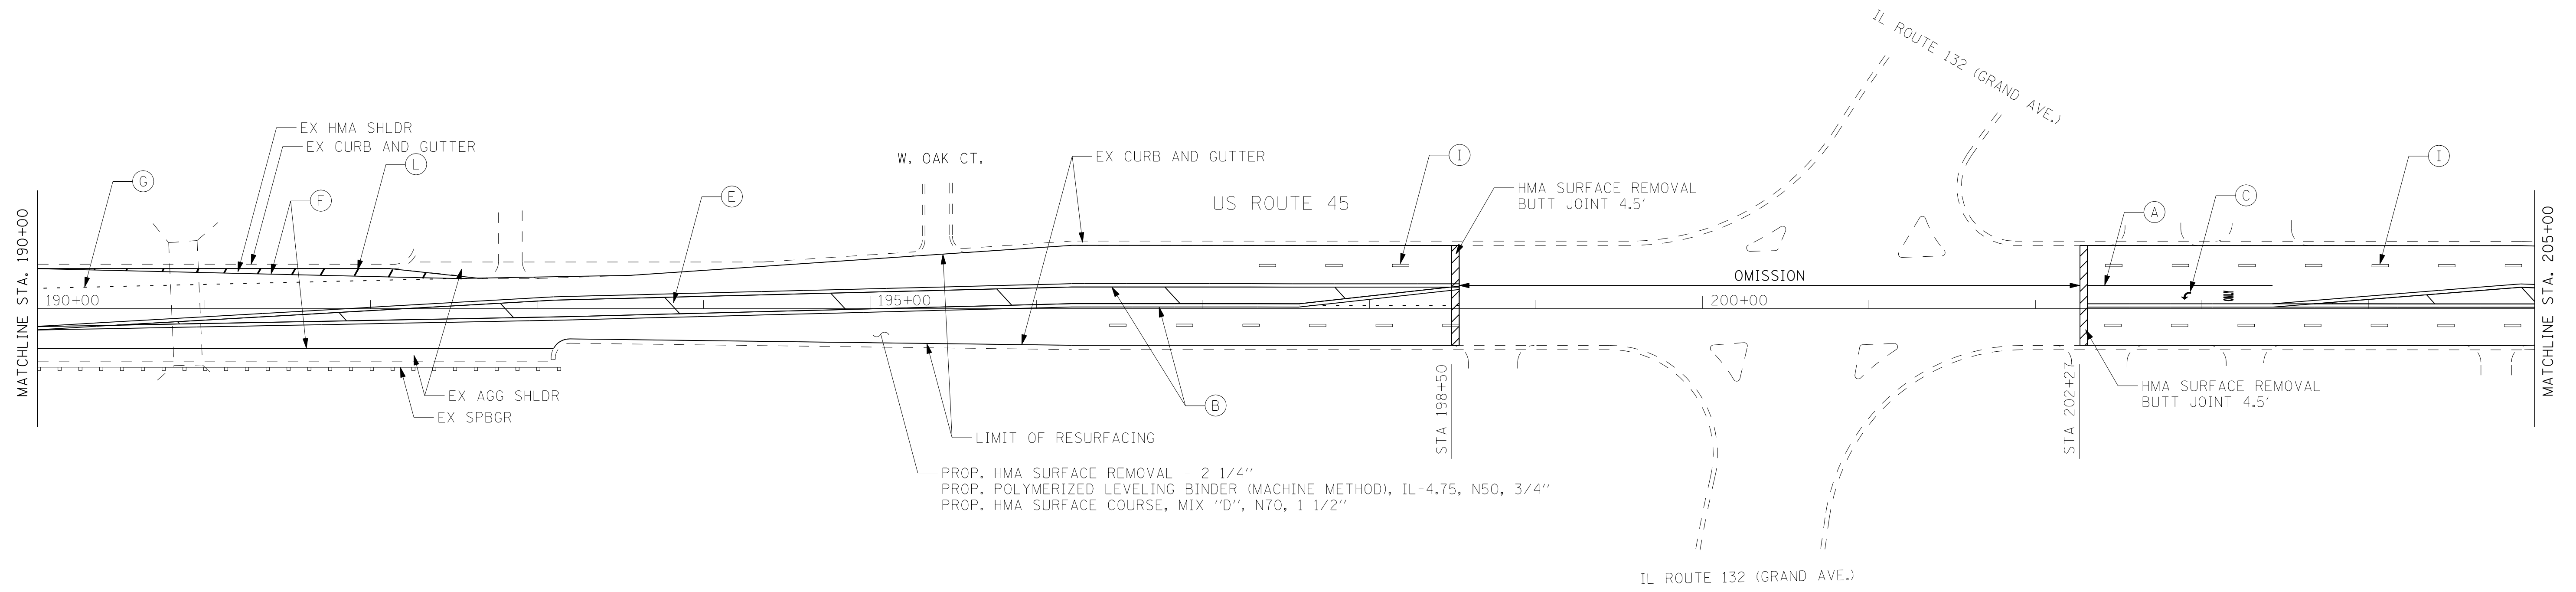 IL ROUTE 132 (GRAND AVE.)
EX HMA SHLDR
EX CURB AND GUTTER
L
G
F
E
W. OAK CT.
EX CURB AND GUTTER
I
US ROUTE 45
HMA SURFACE REMOVAL
BUTT JOINT 4.5'
I
C
A
MATCHLINE STA. 190+00
190+00
195+00
OMISSION
200+00
ONLY
MATCHLINE STA. 205+00
EX AGG SHLDR
EX SPBGR
B
STA 198+50
STA 202+27
HMA SURFACE REMOVAL
BUTT JOINT 4.5'
LIMIT OF RESURFACING
PROP. HMA SURFACE REMOVAL - 2 1/4"
PROP. POLYMERIZED LEVELING BINDER (MACHINE METHOD), IL-4.75, N50, 3/4"
PROP. HMA SURFACE COURSE, MIX "D", N70, 1 1/2"
IL ROUTE 132 (GRAND AVE.)